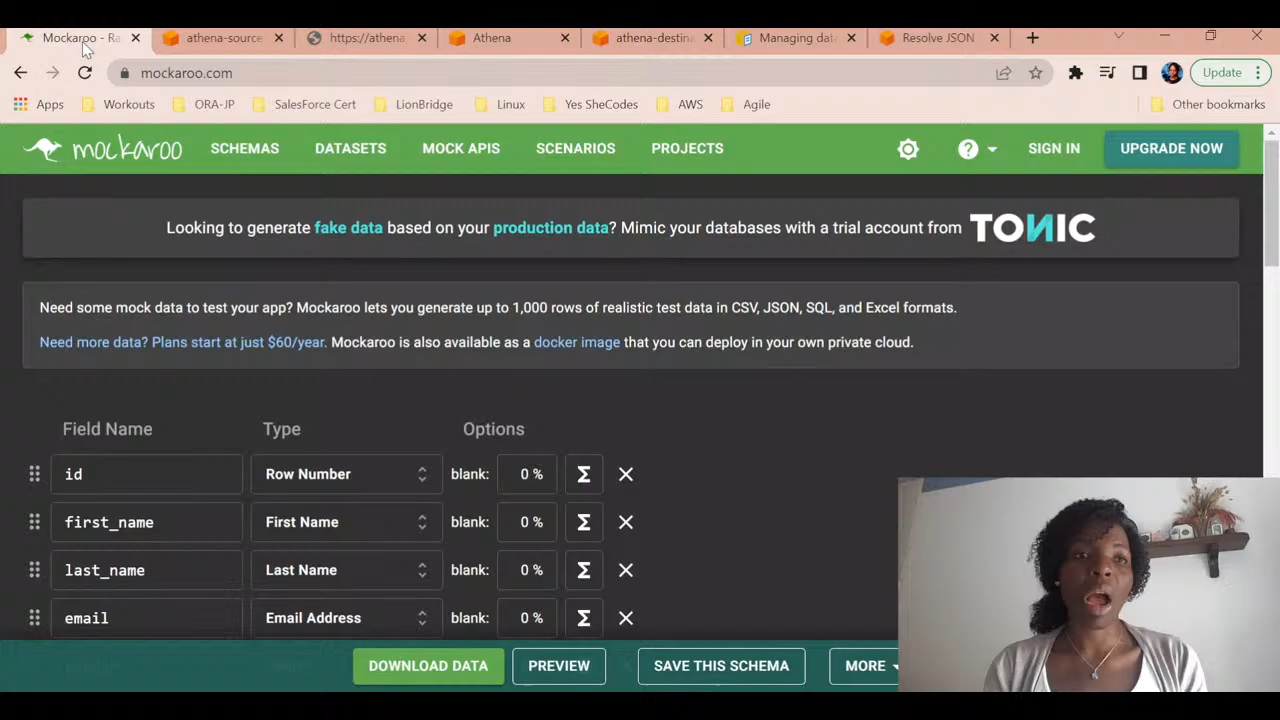 Mockaroo - Ra
athena-source
https://athena
Athena
athena-destina
Managing data
Resolve JSON
mockaroo.com
Update
Apps
Workouts
ORA-JP
SalesForce Cert
LionBridge
Linux
Yes SheCodes
AWS
Agile
Other bookmarks
mockaroo
SCHEMAS
DATASETS
MOCK APIS
SCENARIOS
PROJECTS
SIGN IN
UPGRADE NOW
Looking to generate fake data based on your production data? Mimic your databases with a trial account from TONIC
Need some mock data to test your app? Mockaroo lets you generate up to 1,000 rows of realistic test data in CSV, JSON, SQL, and Excel formats.
Need more data? Plans start at just $60/year. Mockaroo is also available as a docker image that you can deploy in your own private cloud.
Field Name Type Options
id Row Number blank: 0 % Σ
first_name First Name blank: 0 % Σ
last_name Last Name blank: 0 % Σ
email Email Address blank: 0 % Σ
DOWNLOAD DATA
PREVIEW
SAVE THIS SCHEMA
MORE